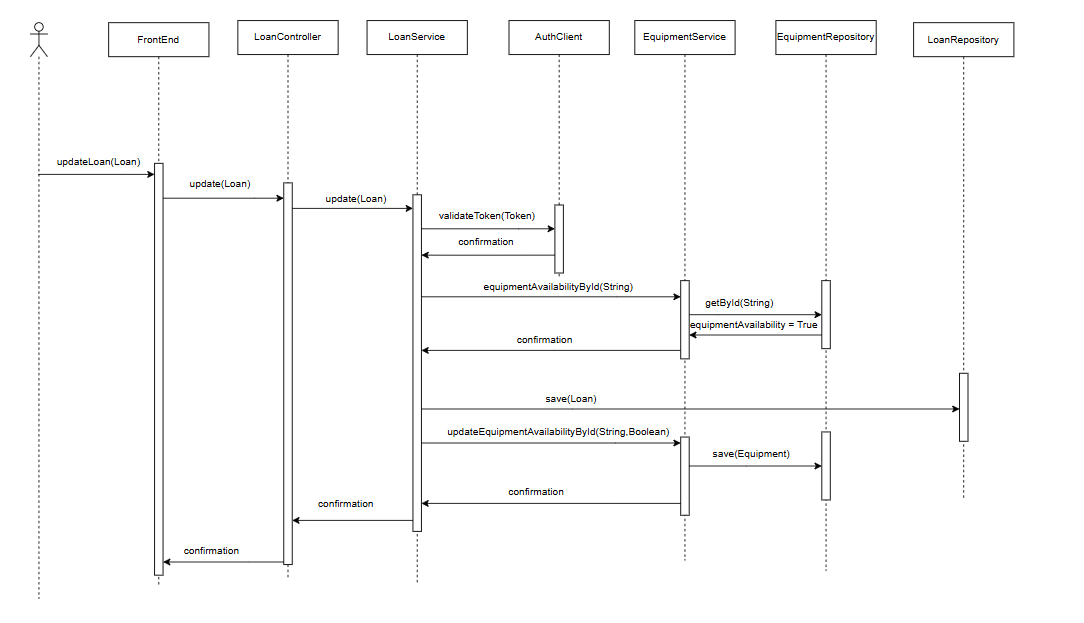 FrontEnd
LoanController
LoanService
AuthClient
EquipmentService
EquipmentRepository
LoanRepository
updateLoan(Loan)
update(Loan)
update(Loan)
validateToken(Token)
confirmation
equipmentAvailabilityById(String)
getById(String)
equipmentAvailability = True
confirmation
save(Loan)
updateEquipmentAvailabilityById(String,Boolean)
save(Equipment)
confirmation
confirmation
confirmation